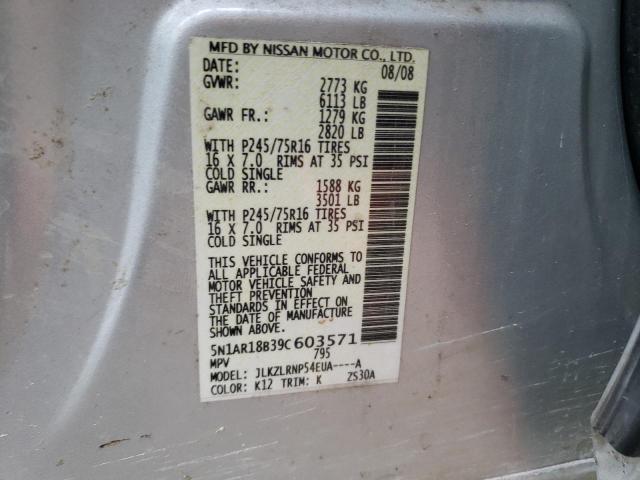 MFD BY NISSAN MOTOR CO., LTD.
DATE: 08/08
GVWR: 2773 KG
6113 LB
GAWR FR.: 1279 KG
2820 LB
WITH P245/75R16 TIRES
16 X 7.0 RIMS AT 35 PSI
COLD SINGLE
GAWR RR.: 1588 KG
3501 LB
WITH P245/75R16 TIRES
16 X 7.0 RIMS AT 35 PSI
COLD SINGLE
THIS VEHICLE CONFORMS TO
ALL APPLICABLE FEDERAL
MOTOR VEHICLE SAFETY AND
THEFT PREVENTION
STANDARDS IN EFFECT ON
THE DATE OF MANUFACTURE
SHOWN ABOVE.
5N1AR18B39C603571
MPV 795
MODEL: JLKZLRNP54EUA----A
COLOR: K12 TRIM: K ZS30A